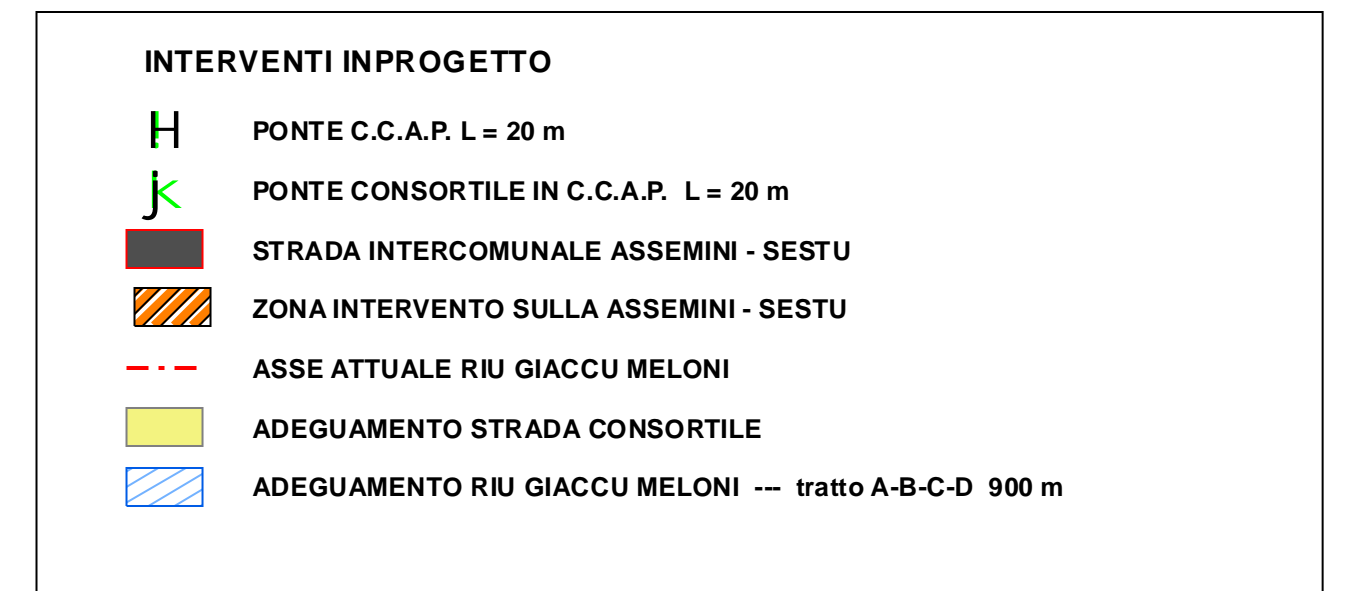 INTERVENTI INPROGETTO
H PONTE C.C.A.P. L = 20 m
jk PONTE CONSORTILE IN C.C.A.P. L = 20 m
STRADA INTERCOMUNALE ASSEMINI - SESTU
ZONA INTERVENTO SULLA ASSEMINI - SESTU
ASSE ATTUALE RIU GIACCU MELONI
ADEGUAMENTO STRADA CONSORTILE
ADEGUAMENTO RIU GIACCU MELONI --- tratto A-B-C-D 900 m